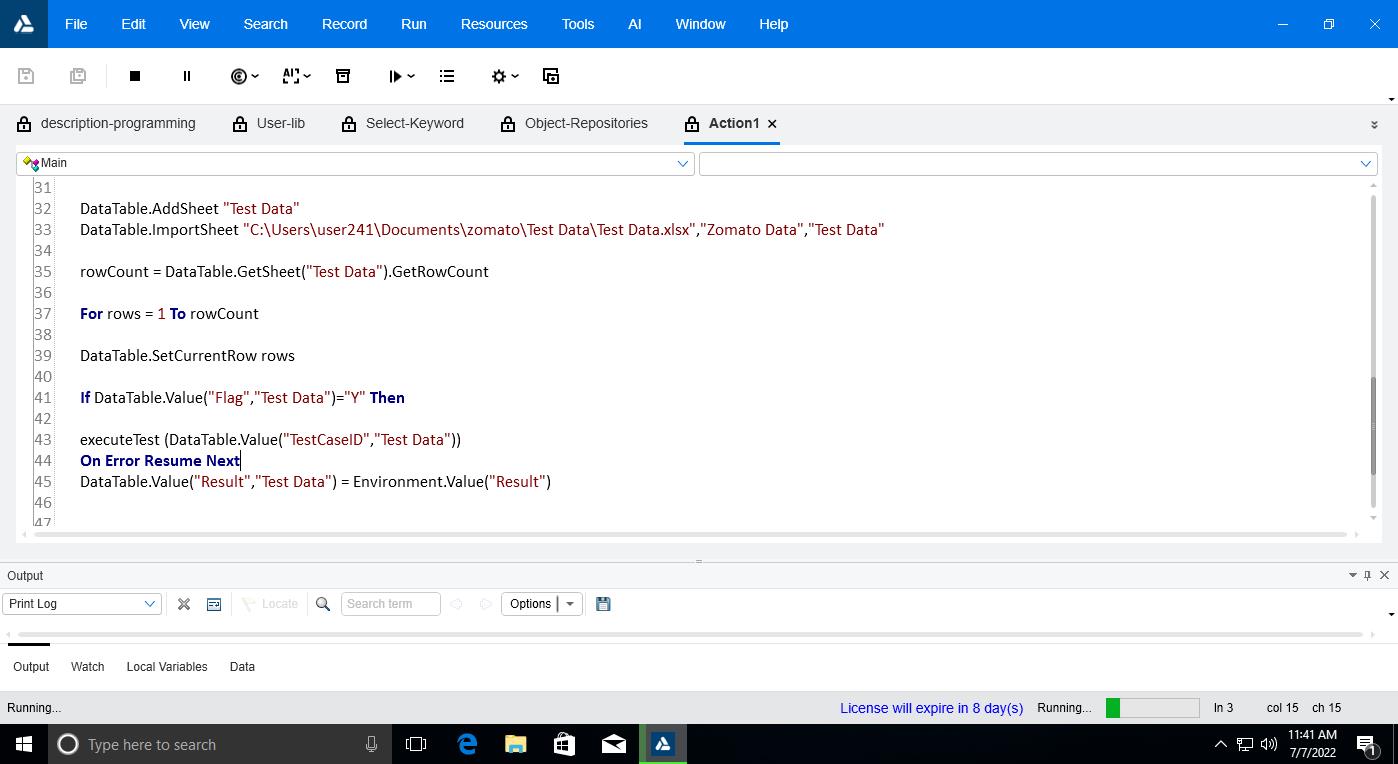 File Edit View Search Record Run Resources Tools AI Window Help
AI
description-programming User-lib Select-Keyword Object-Repositories Action1
Main
31
32 DataTable.AddSheet "Test Data"
33 DataTable.ImportSheet "C:\Users\user241\Documents\zomato\Test Data\Test Data.xlsx","Zomato Data","Test Data"
34
35 rowCount = DataTable.GetSheet("Test Data").GetRowCount
36
37 For rows = 1 To rowCount
38
39 DataTable.SetCurrentRow rows
40
41 If DataTable.Value("Flag","Test Data")="Y" Then
42
43 executeTest (DataTable.Value("TestCaseID","Test Data"))
44 On Error Resume Next
45 DataTable.Value("Result","Test Data") = Environment.Value("Result")
46
47
Output
Print Log Locate Search term Options
Output Watch Local Variables Data
Running... License will expire in 8 day(s) Running... ln 3 col 15 ch 15
Type here to search 11:41 AM
7/7/2022 1